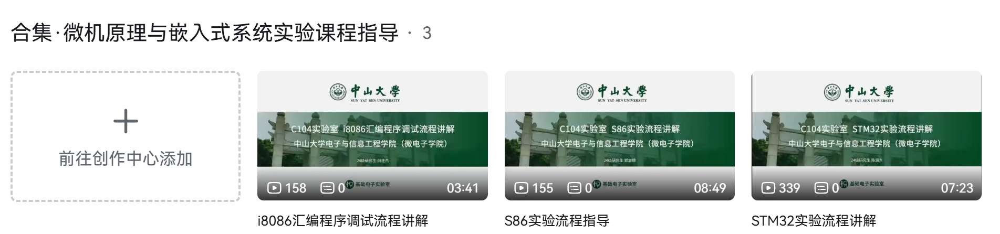 合集·微机原理与嵌入式系统实验课程指导 · 3
前往创作中心添加
中山大學
SUN YAT-SEN UNIVERSITY
C104实验室 i8086汇编程序调试流程讲解
中山大学电子与信息工程学院（微电子学院）
24级研究生 何连杰
基础电子实验室
158
0
03:41
i8086汇编程序调试流程讲解
中山大學
SUN YAT-SEN UNIVERSITY
C104实验室 S86实验流程讲解
中山大学电子与信息工程学院（微电子学院）
24级研究生
基础电子实验室
155
0
08:49
S86实验流程指导
中山大學
SUN YAT-SEN UNIVERSITY
C104实验室 STM32实验流程讲解
中山大学电子与信息工程学院（微电子学院）
24级研究生 陈润东
基础电子实验室
339
0
07:23
STM32实验流程讲解